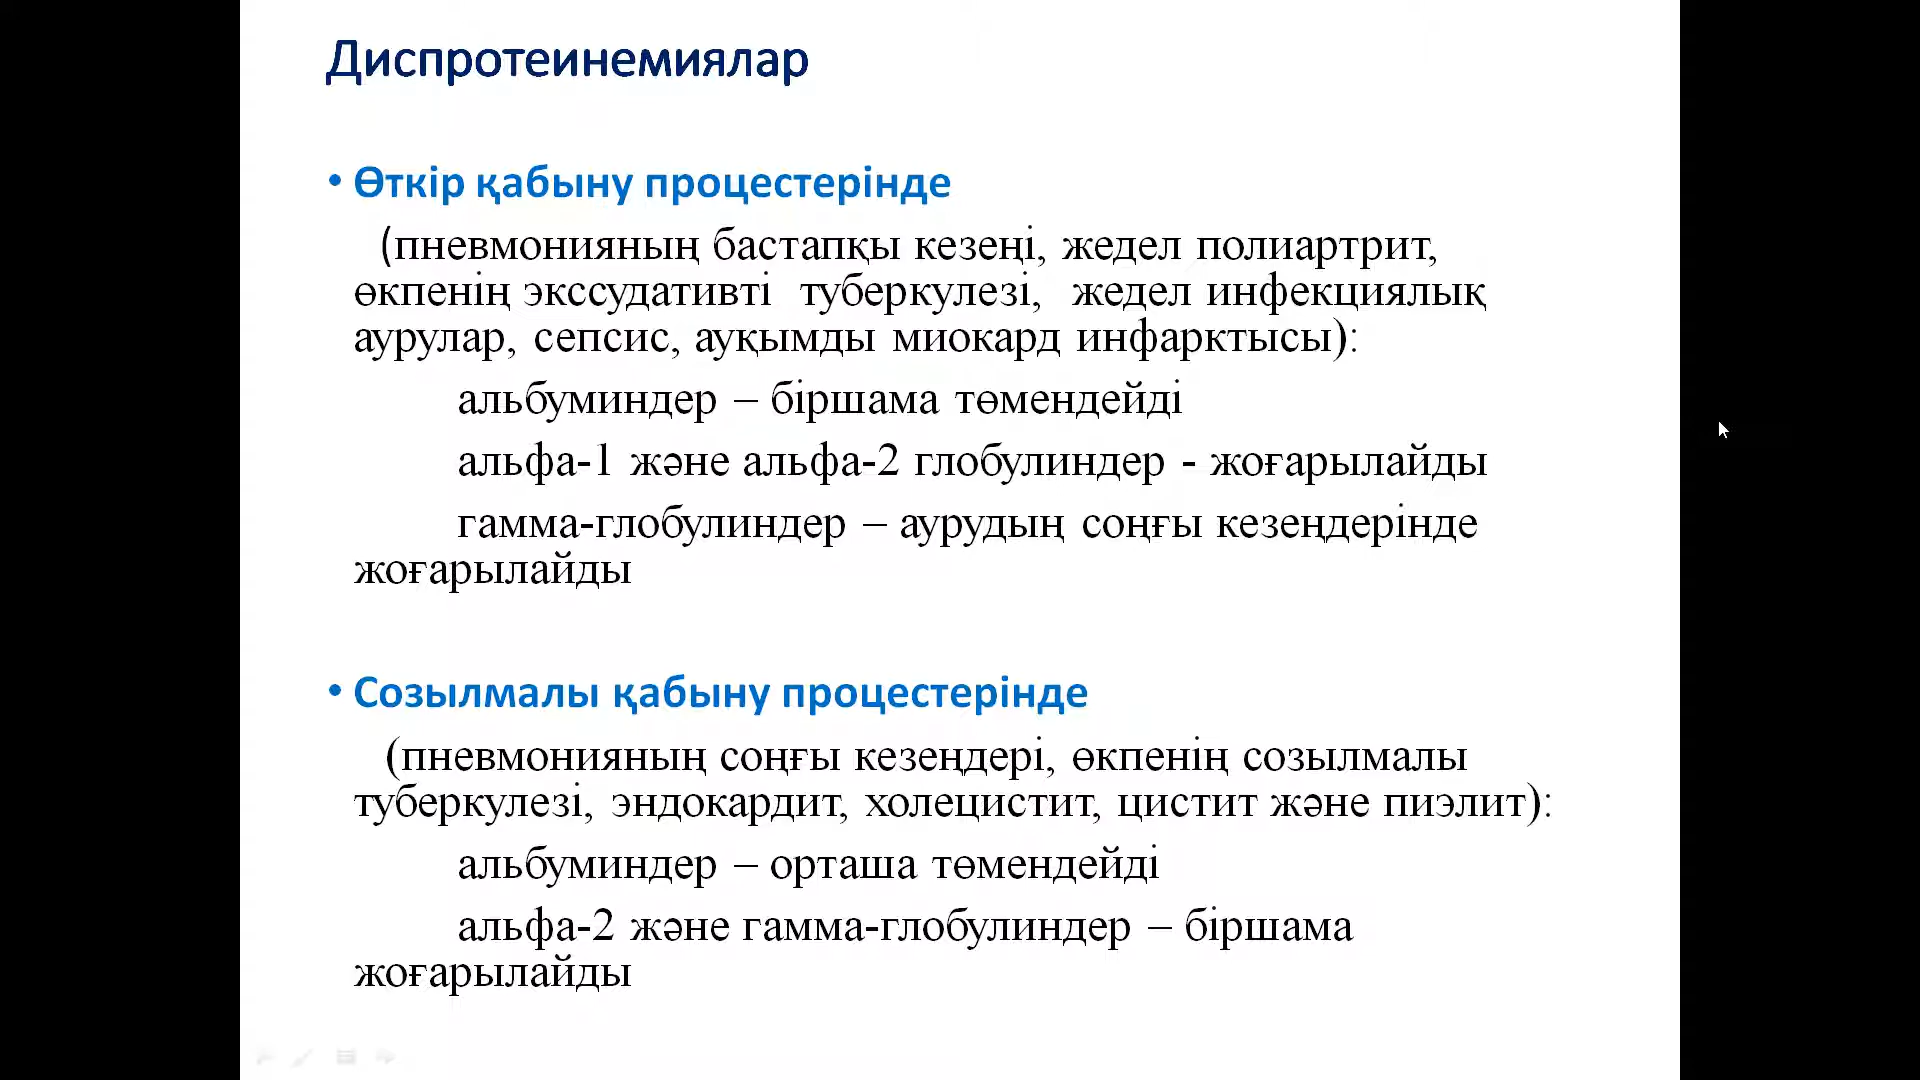 Диспротеинемиялар
• Өткір қабыну процестерінде
(пневмонияның бастапқы кезеңі, жедел полиартрит,
өкпенің экссудативті туберкулезі, жедел инфекциялық
аурулар, сепсис, ауқымды миокард инфарктысы):
альбуминдер – біршама төмендейді
альфа-1 және альфа-2 глобулиндер - жоғарылайды
гамма-глобулиндер – аурудың соңғы кезеңдерінде
жоғарылайды
• Созылмалы қабыну процестерінде
(пневмонияның соңғы кезеңдері, өкпенің созылмалы
туберкулезі, эндокардит, холецистит, цистит және пиэлит):
альбуминдер – орташа төмендейді
альфа-2 және гамма-глобулиндер – біршама
жоғарылайды